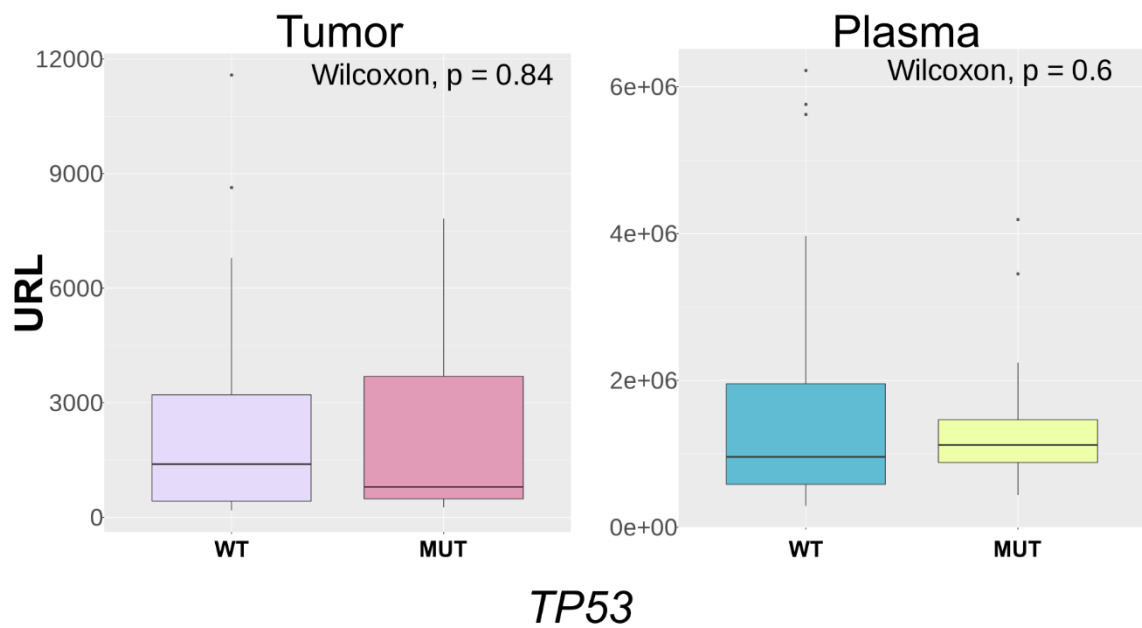 Tumor
Wilcoxon, p = 0.84
12000
9000
6000
3000
0
URL
WT
MUT
Plasma
Wilcoxon, p = 0.6
6e+06
4e+06
2e+06
0e+00
WT
MUT
TP53